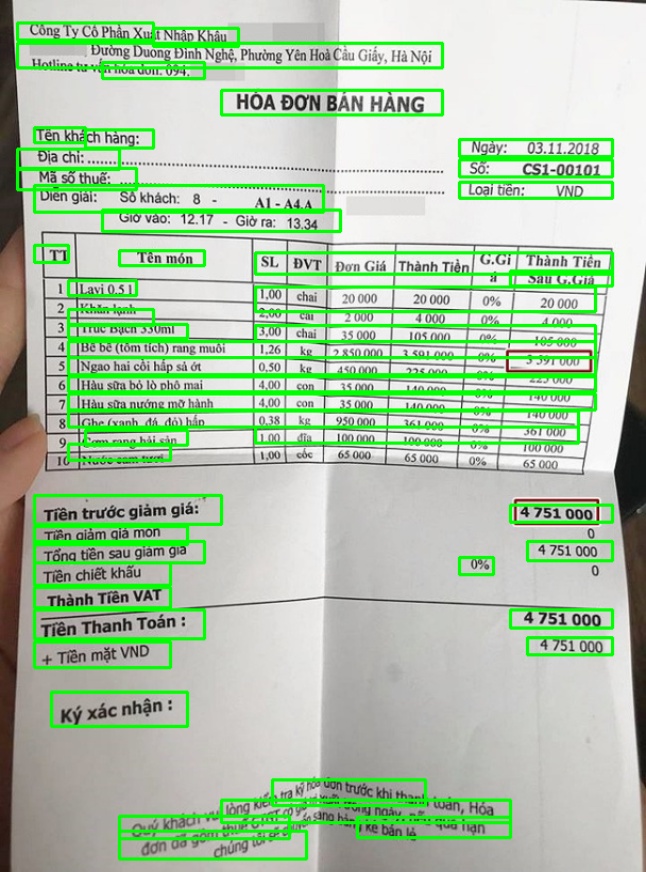 Công Ty Cổ Phần Xuất Nhập Khẩu
Đường Duong Đình Nghệ, Phường Yên Hoà Cầu Giấy, Hà Nội
Hotline tư vấn hóa đơn: 094.
HÓA ĐƠN BÁN HÀNG
Tên khách hàng:
Ngày: 03.11.2018
Địa chỉ:
Số: CS1-00101
Mã số thuế:
Loại tiền: VND
Diễn giải: Số khách: 8 - A1 - A4.A
Giờ vào: 12.17 - Giờ ra: 13.34
TT Tên món SL ĐVT Đơn Giá Thành Tiền G.Giá Thành Tiền Sau G.Giá
1 Lavi 0.5 l 1,00 chai 20 000 20 000 0% 20 000
2 Khăn lạnh 2,00 cái 2 000 4 000 0% 4 000
3 Trúc Bạch 330ml 3,00 chai 35 000 105 000 0% 105 000
4 Bề bề (tôm tích) rang muối 1,26 kg 2 850 000 3 591 000 0% 3 591 000
5 Ngao hai cồi hấp sả ớt 0,50 kg 450 000 225 000 0% 225 000
6 Hàu sữa bỏ lò phô mai 4,00 con 35 000 140 000 0% 140 000
7 Hàu sữa nướng mỡ hành 4,00 con 35 000 140 000 0% 140 000
8 Ghẹ (xanh, đá, đỏ) hấp 0,38 kg 950 000 361 000 0% 361 000
9 Cơm rang hải sản 1,00 đĩa 100 000 100 000 0% 100 000
10 Nước cam tươi 1,00 cốc 65 000 65 000 0% 65 000
Tiền trước giảm giá: 4 751 000
Tiền giảm giá món 0
Tổng tiền sau giảm giá 4 751 000
Tiền chiết khấu 0% 0
Thành Tiền VAT
Tiền Thanh Toán : 4 751 000
+ Tiền mặt VND 4 751 000
Ký xác nhận :
Quý khách vui lòng kiểm tra kỹ hóa đơn trước khi thanh toán, Hóa
đơn đã gồm thuế
ngày, nếu quá hạn
chúng tôi
kê bán lẻ